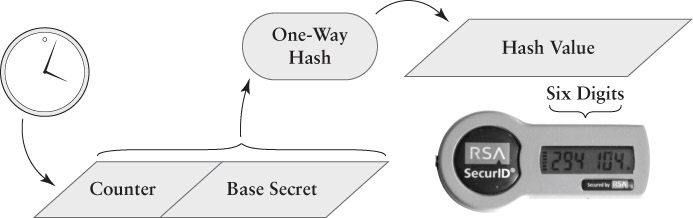 One-Way
Hash
Hash Value
Six Digits
RSA
SecurID®
294 104
Secured by RSA
Counter
Base Secret